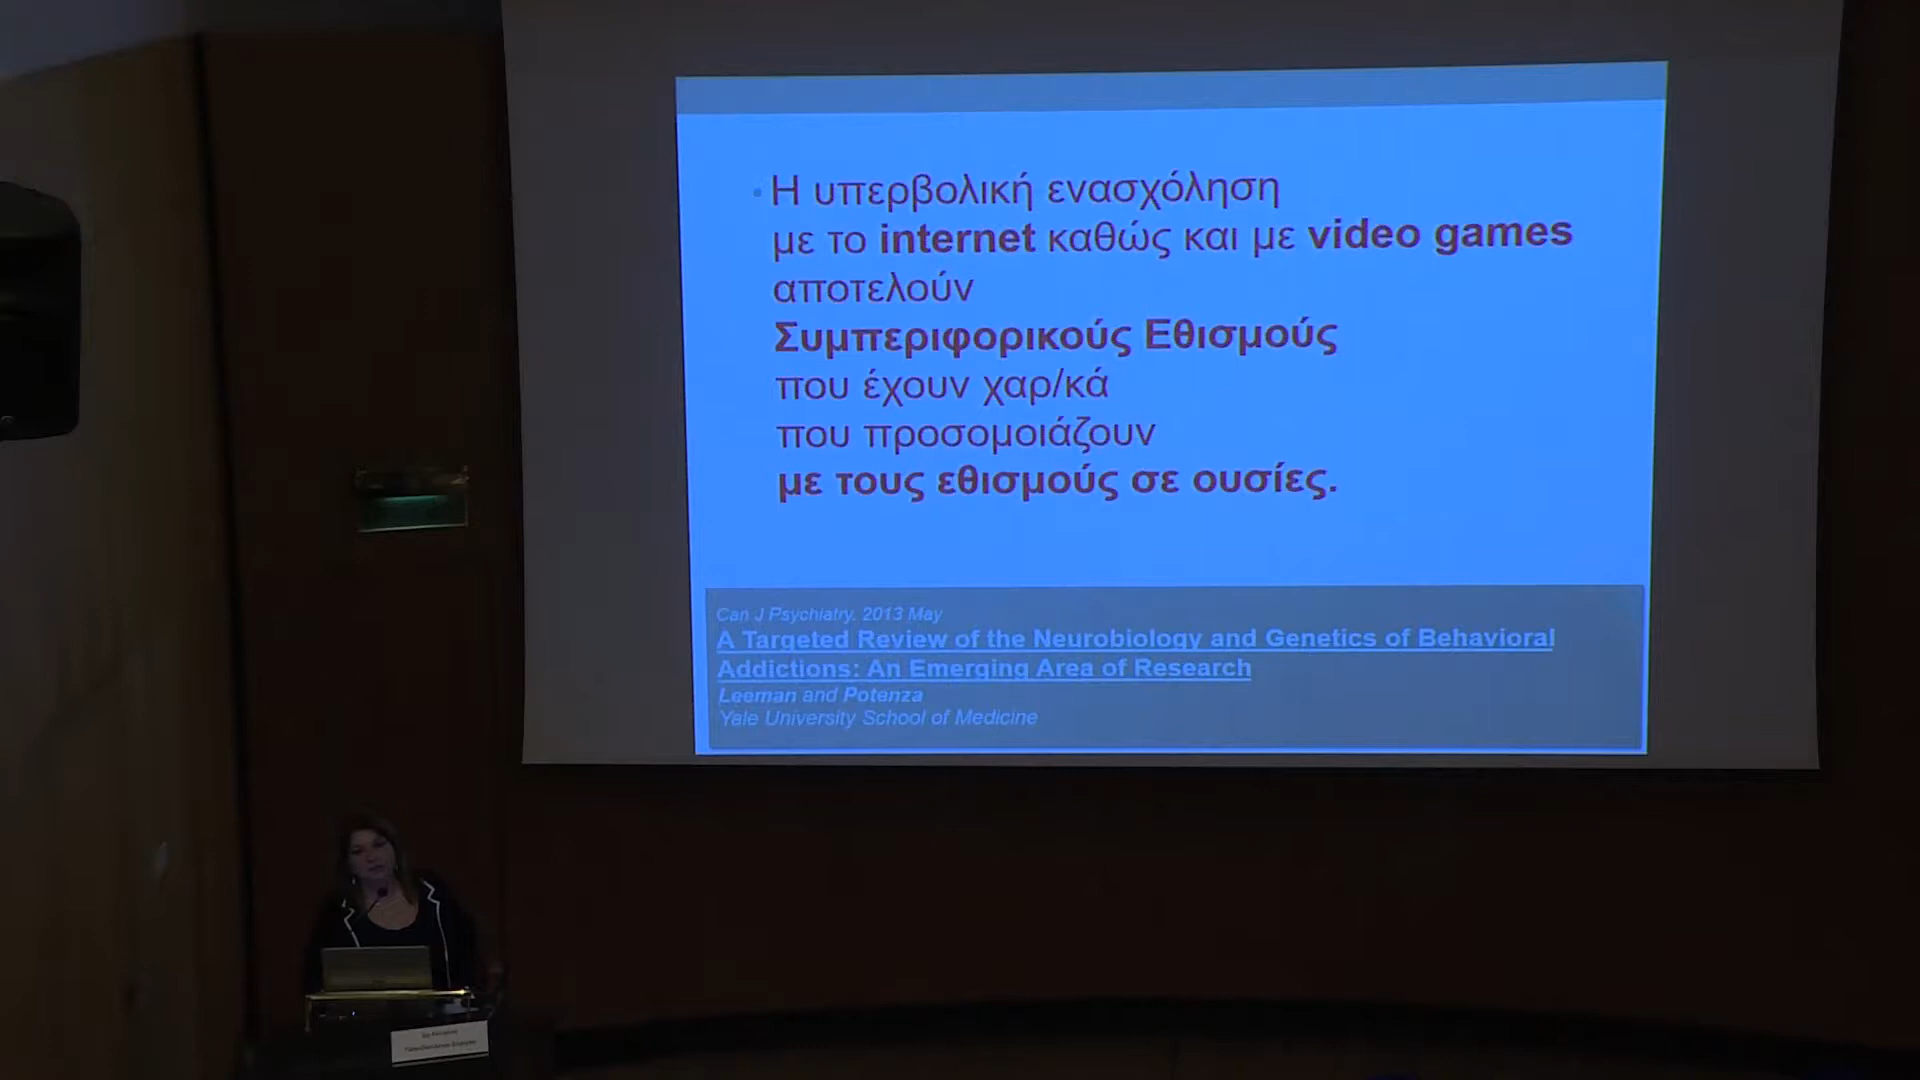 • Η υπερβολική ενασχόληση
με το internet καθώς και με video games
αποτελούν
Συμπεριφορικούς Εθισμούς
που έχουν χαρ/κά
που προσομοιάζουν
με τους εθισμούς σε ουσίες.
Can J Psychiatry. 2013 May
A Targeted Review of the Neurobiology and Genetics of Behavioral
Addictions: An Emerging Area of Research
Leeman and Potenza
Yale University School of Medicine